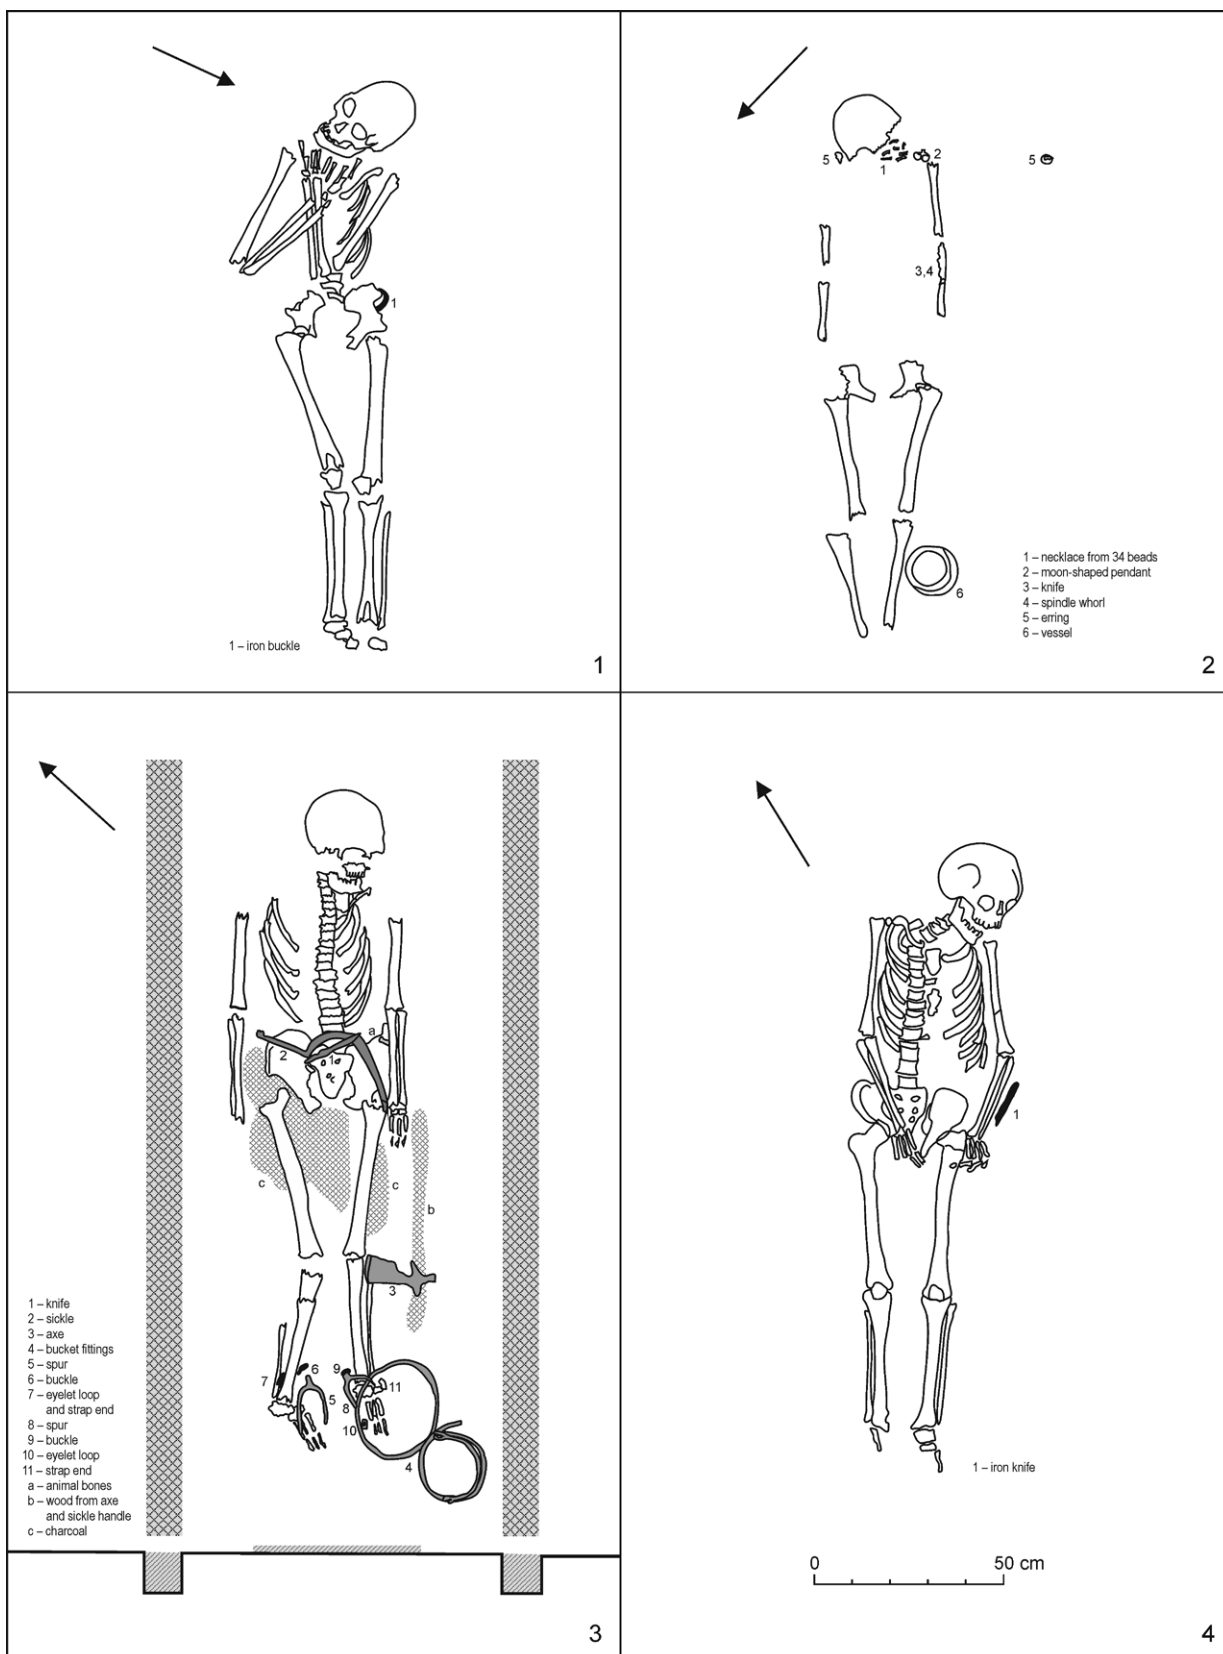 1
1 – iron buckle
1
5
1
2
5
3,4
6
1 – necklace from 34 beads
2 – moon-shaped pendant
3 – knife
4 – spindle whorl
5 – erring
6 – vessel
2
a
2
1
c
c
b
3
6
9
7
5
8
11
10
4
1 – knife
2 – sickle
3 – axe
4 – bucket fittings
5 – spur
6 – buckle
7 – eyelet loop
and strap end
8 – spur
9 – buckle
10 – eyelet loop
11 – strap end
a – animal bones
b – wood from axe
and sickle handle
c – charcoal
3
1
1 – iron knife
0 50 cm
4